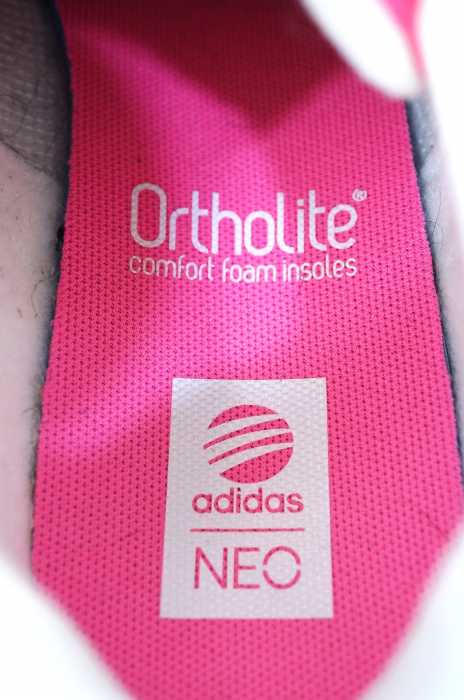 Ortholite®
comfort foam insoles
adidas
NEO